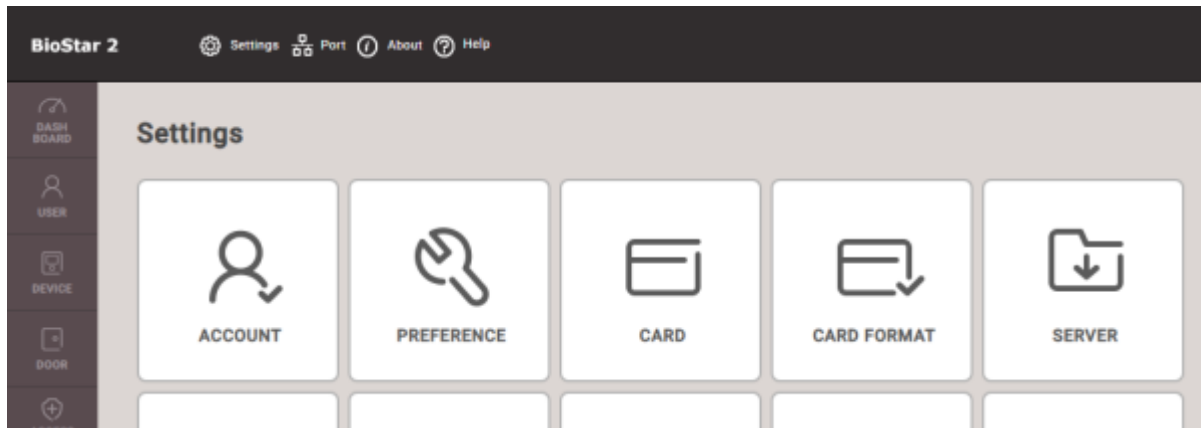 BioStar 2
Settings Port About Help
DASH
BOARD
USER
DEVICE
DOOR
Settings
ACCOUNT PREFERENCE CARD CARD FORMAT SERVER